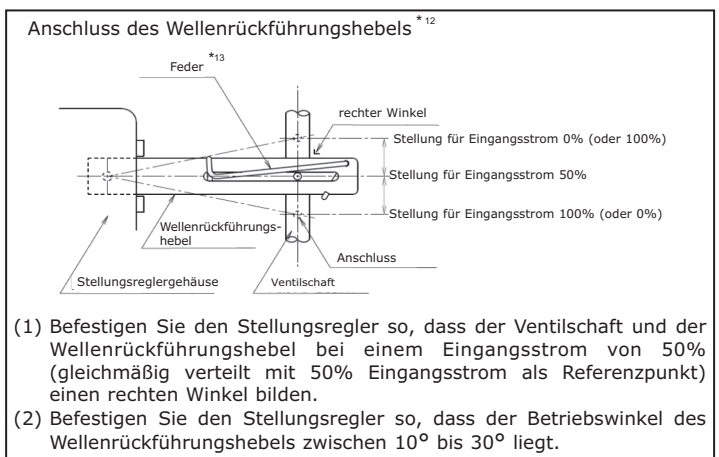 Anschluss des Wellenrückführungshebels *12
Feder *13
rechter Winkel
Stellung für Eingangsstrom 0% (oder 100%)
Stellung für Eingangsstrom 50%
Stellung für Eingangsstrom 100% (oder 0%)
Wellenrückführungs-
hebel
Anschluss
Stellungsreglergehäuse
Ventilschaft
(1) Befestigen Sie den Stellungsregler so, dass der Ventilschaft und der
Wellenrückführungshebel bei einem Eingangsstrom von 50%
(gleichmäßig verteilt mit 50% Eingangsstrom als Referenzpunkt)
einen rechten Winkel bilden.
(2) Befestigen Sie den Stellungsregler so, dass der Betriebswinkel des
Wellenrückführungshebels zwischen 10° bis 30° liegt.